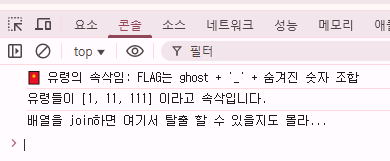 요소 콘솔 소스 네트워크 성능 메모리
top 필터
🧧 유령의 속삭임: FLAG는 ghost + '_' + 숨겨진 숫자 조합
유령들이 [1, 11, 111] 이라고 속삭입니다.
배열을 join하면 여기서 탈출 할 수 있을지도 몰라...